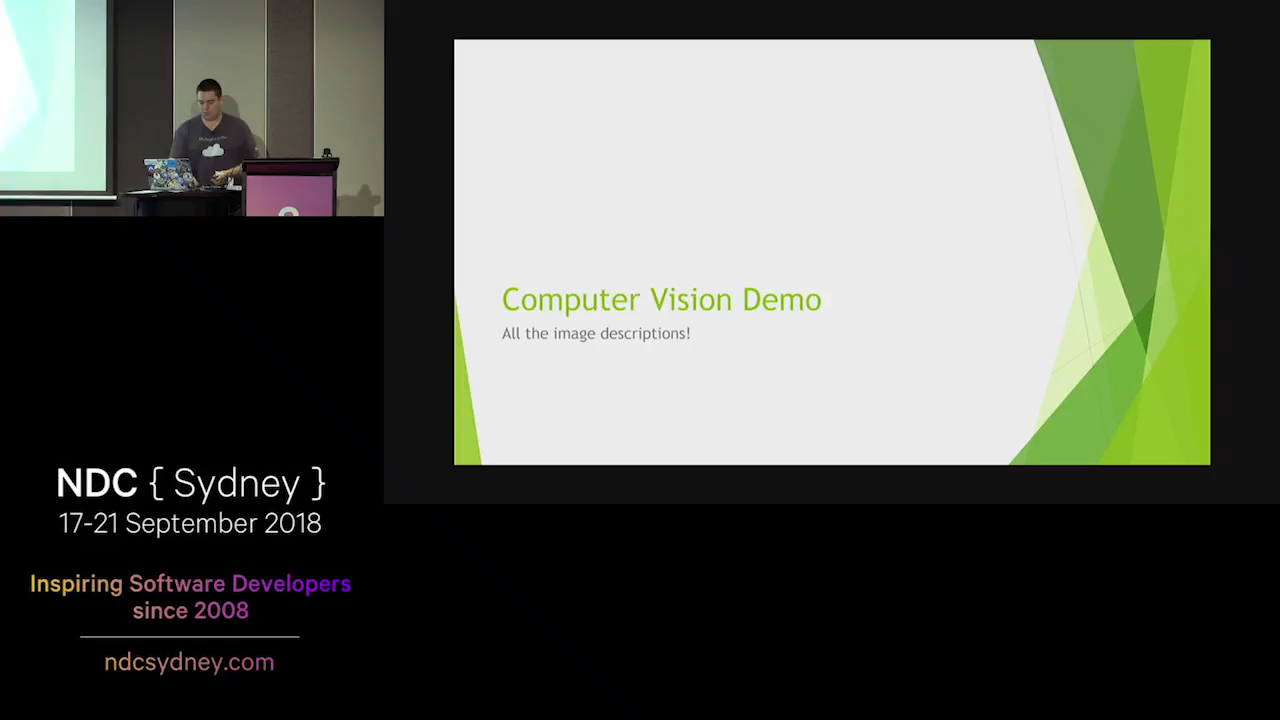 Computer Vision Demo
All the image descriptions!
NDC { Sydney }
17-21 September 2018
Inspiring Software Developers
since 2008
ndcsydney.com